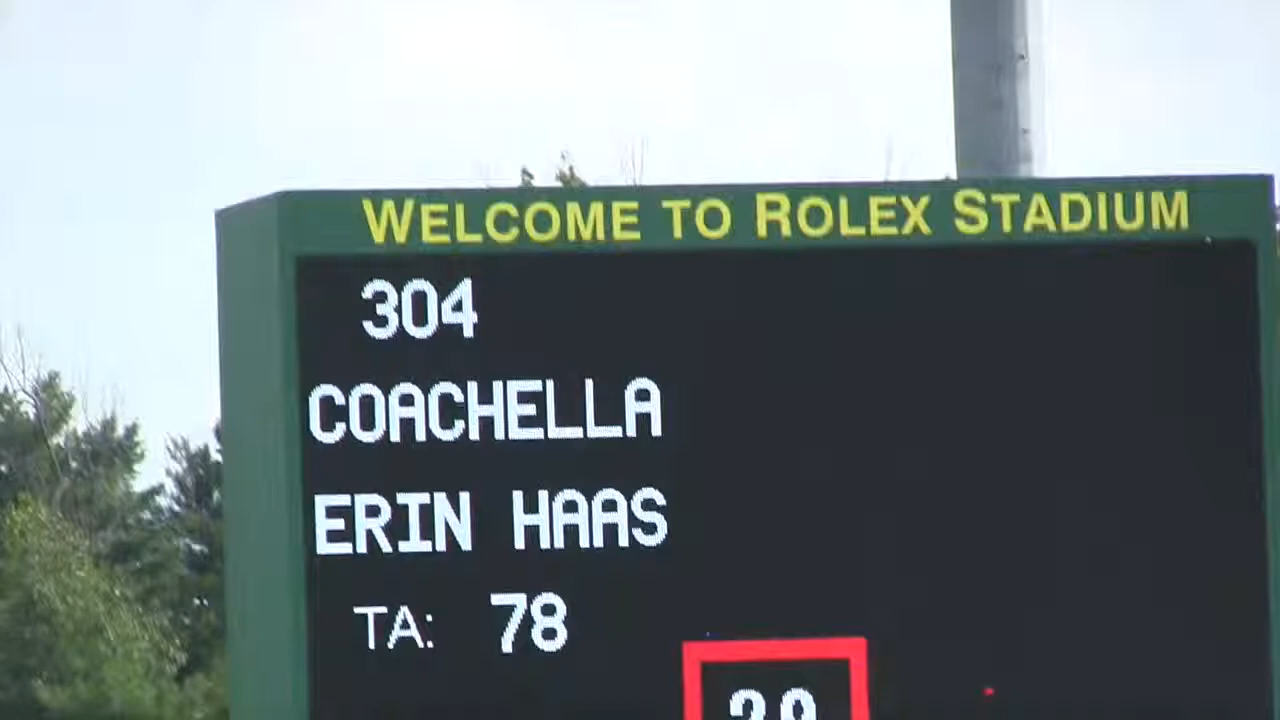 WELCOME TO ROLEX STADIUM
304
COACHELLA
ERIN HAAS
TA: 78